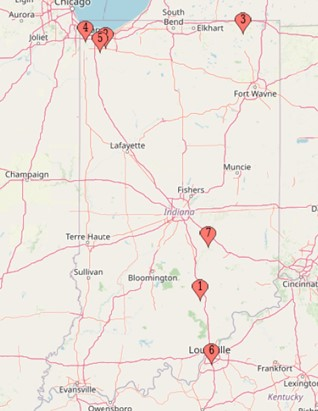 Elgin
Chicago
Aurora
South
Bend
Elkhart
3
4
5
Joliet
Fort Wayne
Lafayette
Muncie
Champaign
Fishers
Indiana
7
Terre Haute
Sullivan
Bloomington
Cincinnat
1
Louisville
6
Frankfort
Lexington
Evansville
Kentucky
Owensboro